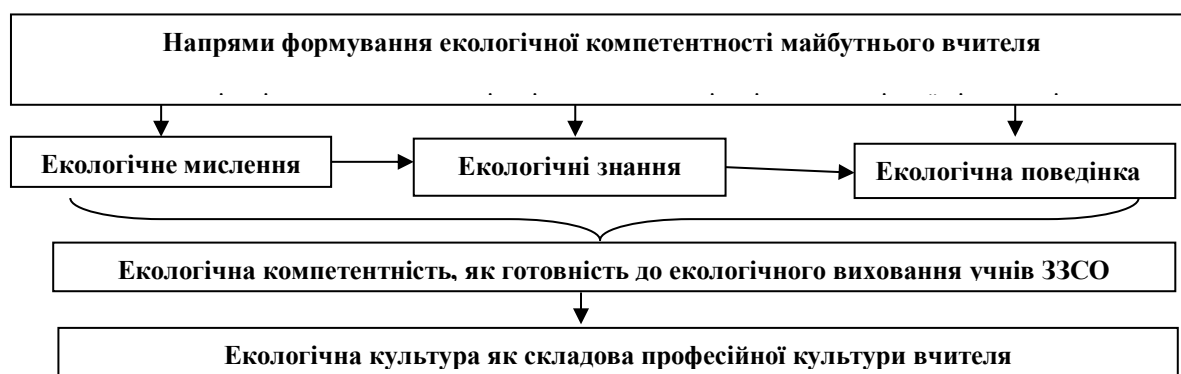 Напрями формування екологічної компетентності майбутнього вчителя
Екологічне мислення
Екологічні знання
Екологічна поведінка
Екологічна компетентність, як готовність до екологічного виховання учнів ЗЗСО
Екологічна культура як складова професійної культури вчителя